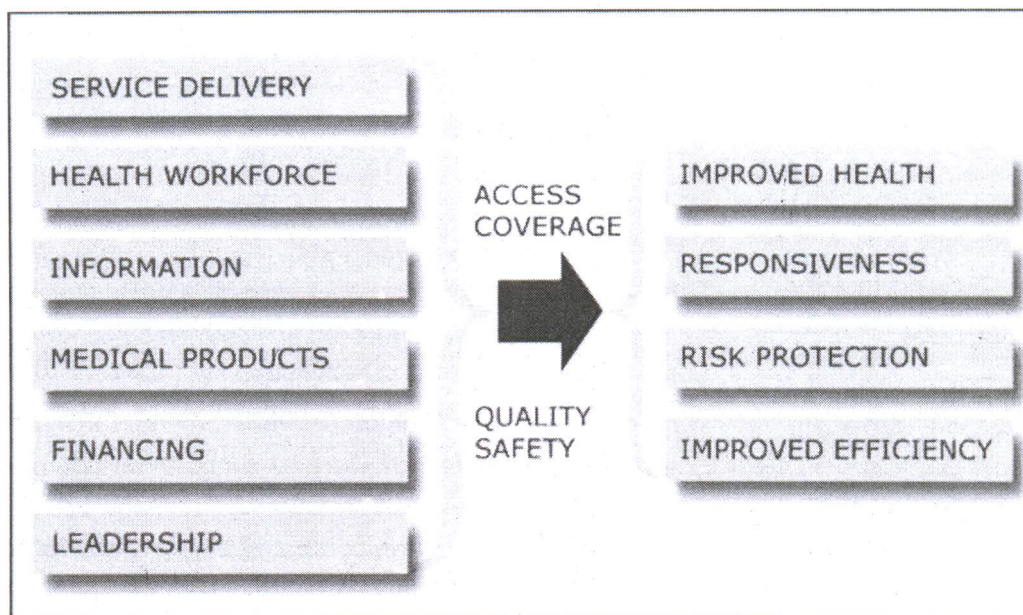 SERVICE DELIVERY
HEALTH WORKFORCE
INFORMATION
MEDICAL PRODUCTS
FINANCING
LEADERSHIP
ACCESS
COVERAGE
QUALITY
SAFETY
IMPROVED HEALTH
RESPONSIVENESS
RISK PROTECTION
IMPROVED EFFICIENCY